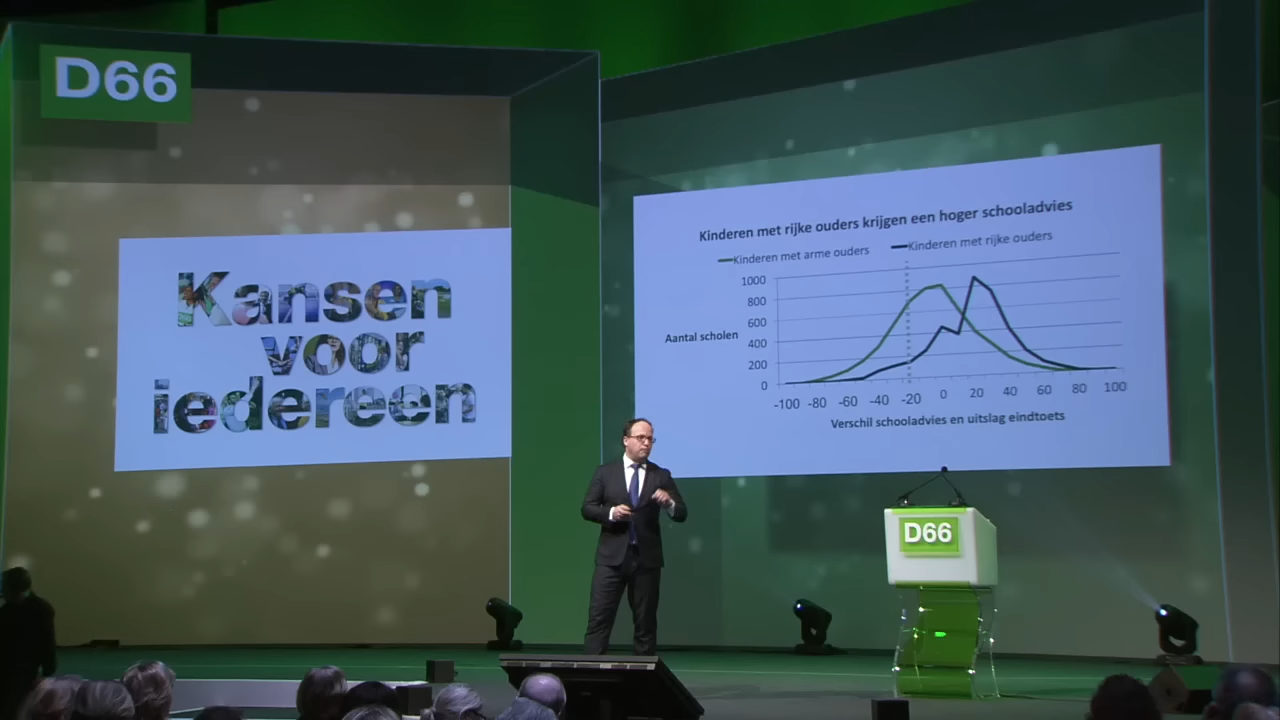 D66
Kansen
voor
iedereen
Kinderen met rijke ouders krijgen een hoger schooladvies
Kinderen met arme ouders Kinderen met rijke ouders
1000
800
600
400
200
0
Aantal scholen
-100 -80 -60 -40 -20 0 20 40 60 80 100
Verschil schooladvies en uitslag eindtoets
D66